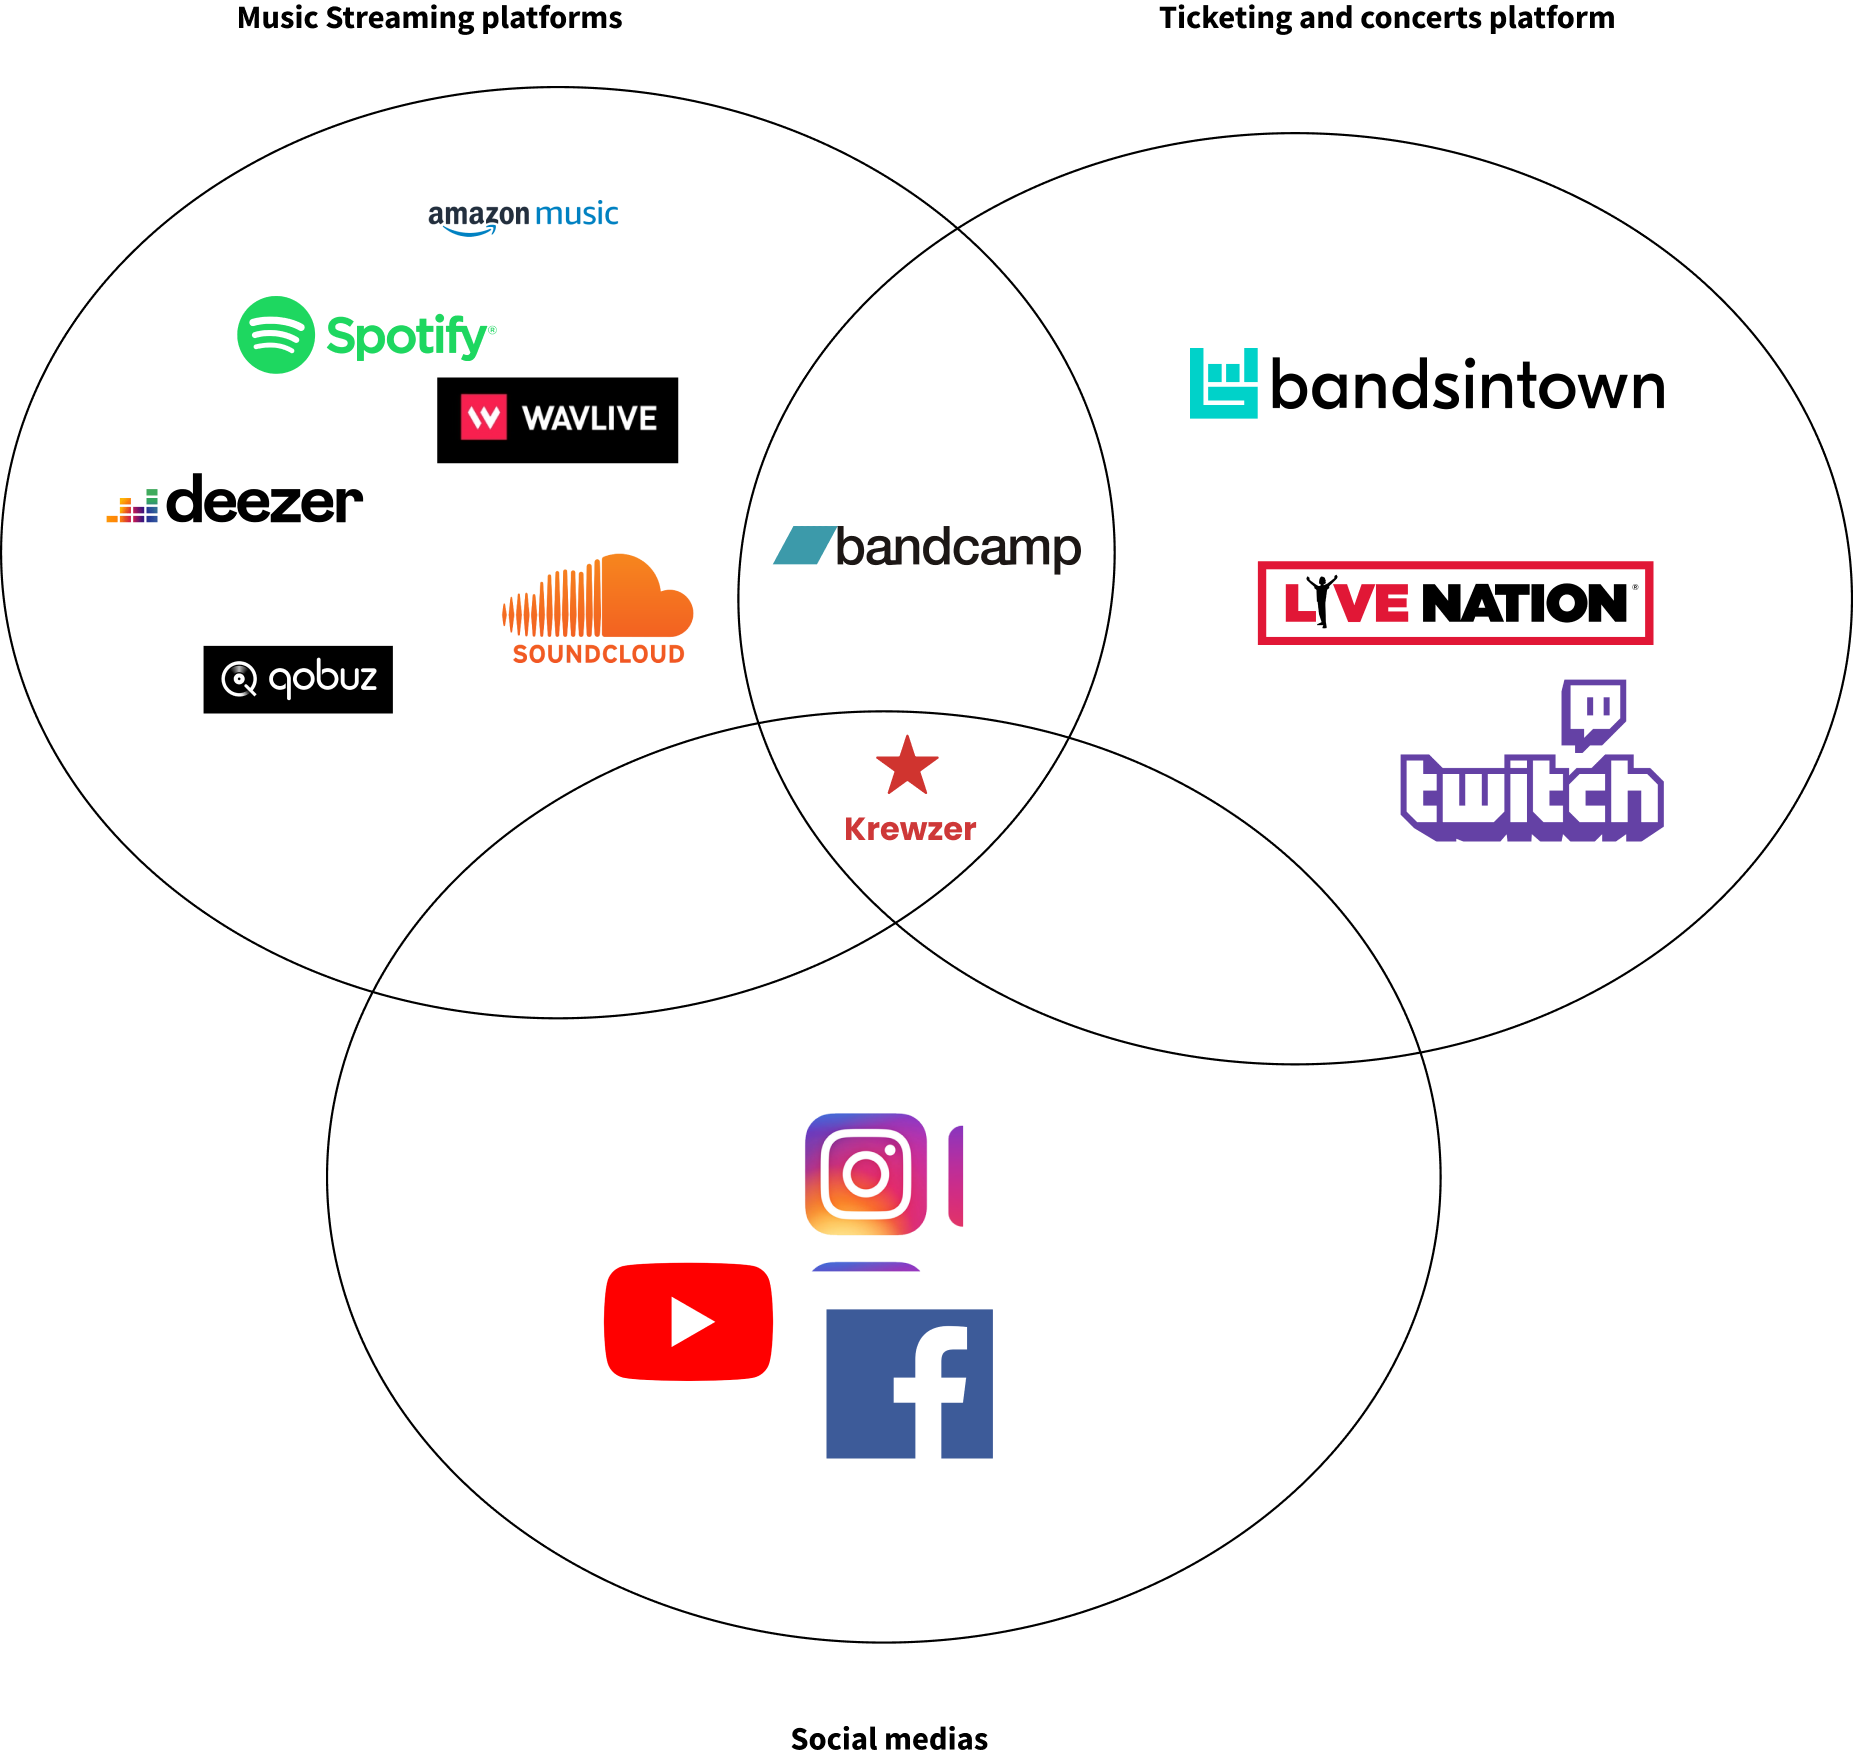 Music Streaming platforms
Ticketing and concerts platform
amazon music
Spotify®
WAVLIVE
bandsintown
deezer
bandcamp
LIVE NATION®
SOUNDCLOUD
qobuz
twitch
Krewzer
Social medias